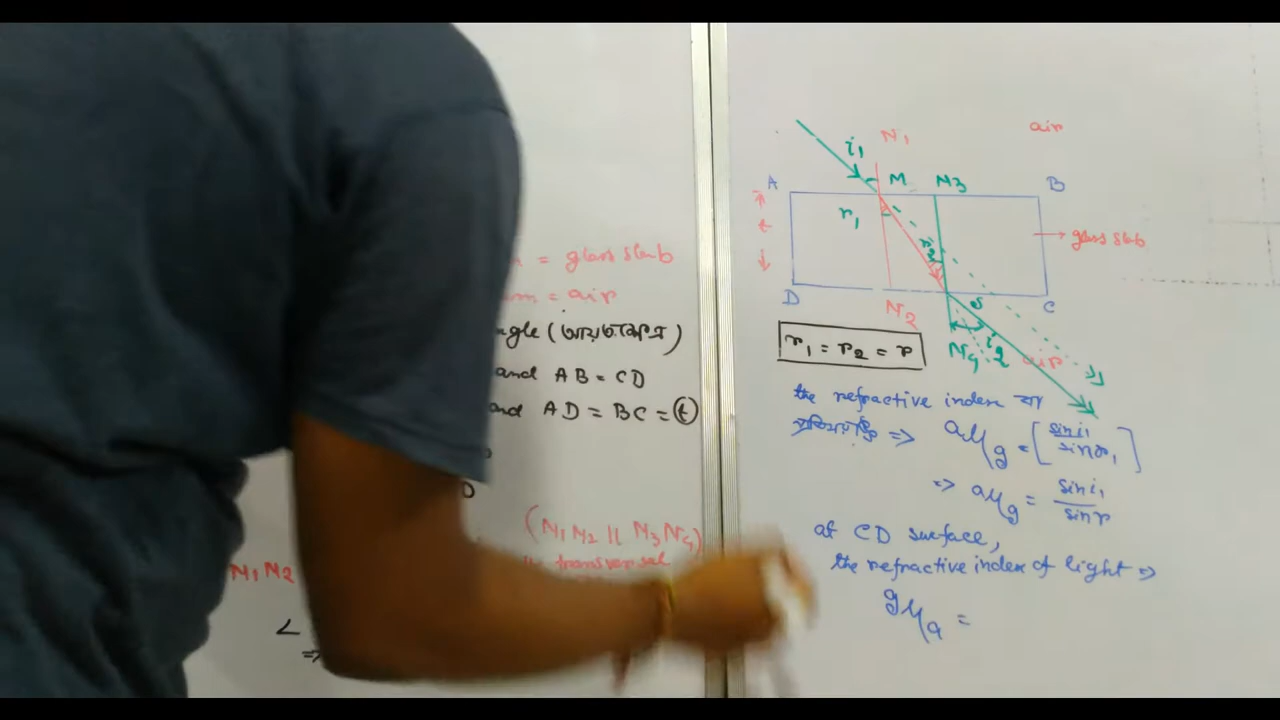 = glass slab
= air
ngle (আয়তক্ষেত্র)
and AB = CD
and AD = BC = (t)
(N1N2 || N3N4)
transversal
N1N2
∠
⇒
air
N1
i1
M
N3
A
B
r1
r2
glass slab
D
N2
S
C
N4
i2
air
r1 = r2 = r
the refractive index বা
⇒ aμg = [sin i1 / sin r1]
⇒ aμg = sin i1 / sin r
at CD surface,
the refractive index of light ⇒
gμa =